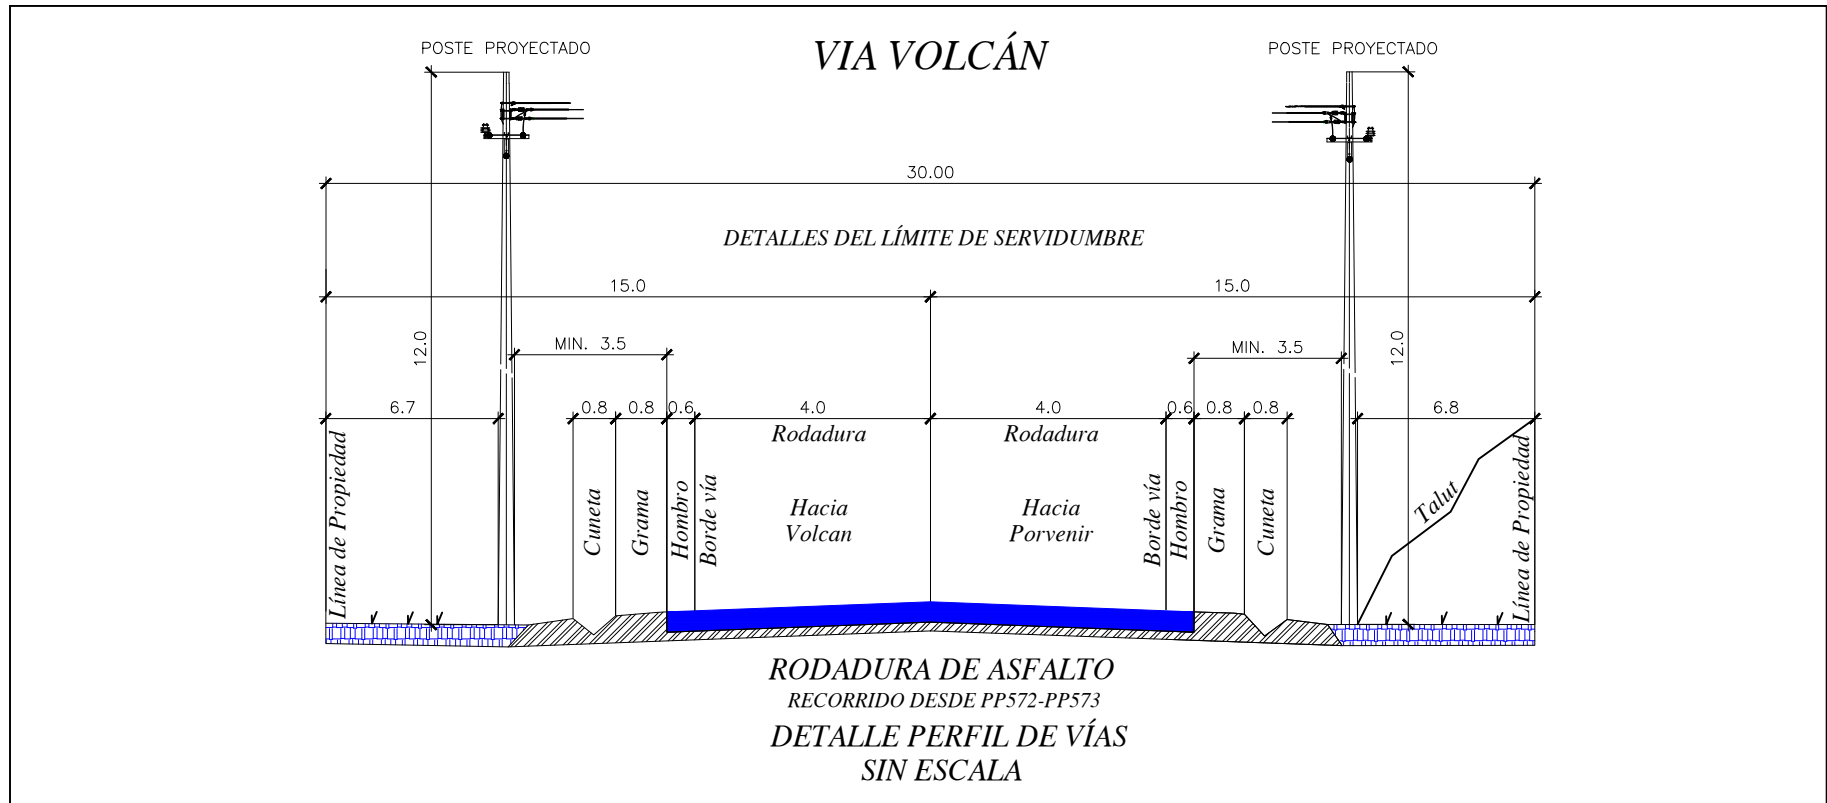 VIA VOLCÁN
POSTE PROYECTADO
POSTE PROYECTADO
30.00
DETALLES DEL LÍMITE DE SERVIDUMBRE
15.0
15.0
12.0
MIN. 3.5
MIN. 3.5
12.0
6.7
0.8
0.8
0.6
4.0
4.0
0.6
0.8
0.8
6.8
Rodadura
Rodadura
Línea de Propiedad
Cuneta
Grama
Hombro
Borde vía
Hacia
Volcan
Hacia
Porvenir
Borde vía
Hombro
Grama
Cuneta
Talut
Línea de Propiedad
RODADURA DE ASFALTO
RECORRIDO DESDE PP572-PP573
DETALLE PERFIL DE VÍAS
SIN ESCALA